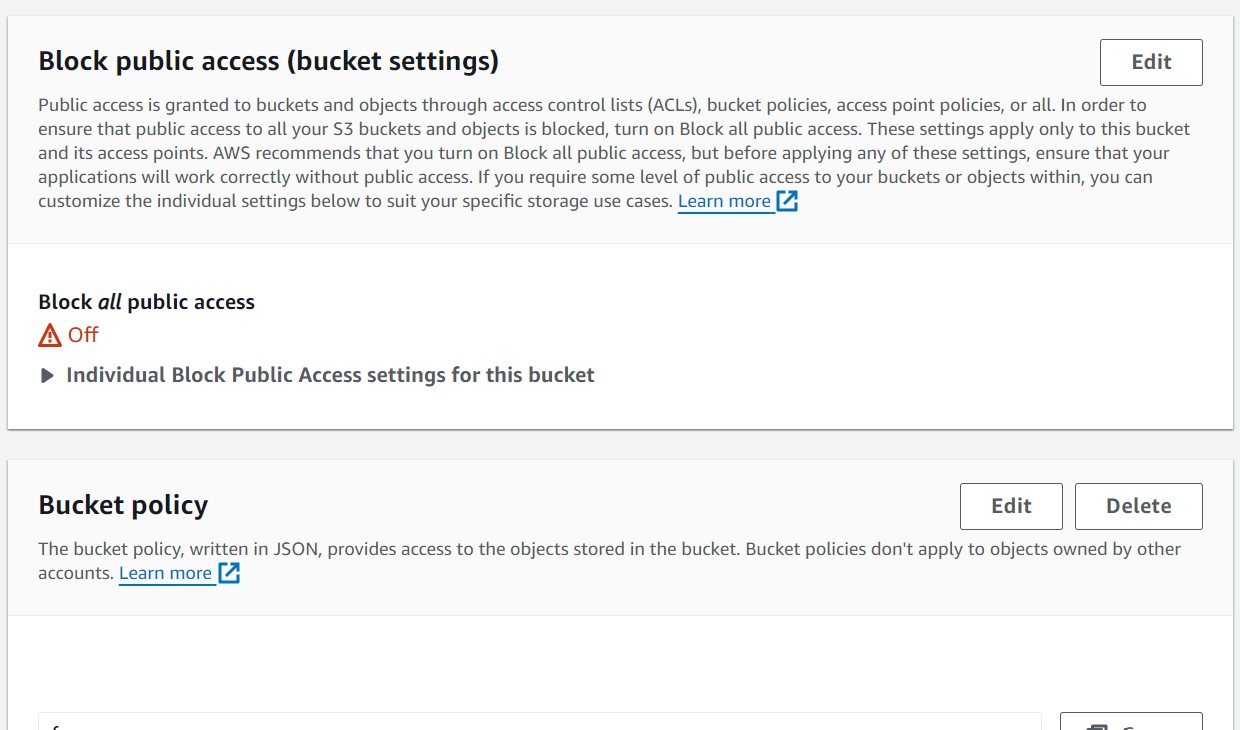 Block public access (bucket settings)
Edit
Public access is granted to buckets and objects through access control lists (ACLs), bucket policies, access point policies, or all. In order to
ensure that public access to all your S3 buckets and objects is blocked, turn on Block all public access. These settings apply only to this bucket
and its access points. AWS recommends that you turn on Block all public access, but before applying any of these settings, ensure that your
applications will work correctly without public access. If you require some level of public access to your buckets or objects within, you can
customize the individual settings below to suit your specific storage use cases. Learn more
Block all public access
Off
Individual Block Public Access settings for this bucket
Bucket policy
Edit
Delete
The bucket policy, written in JSON, provides access to the objects stored in the bucket. Bucket policies don't apply to objects owned by other
accounts. Learn more